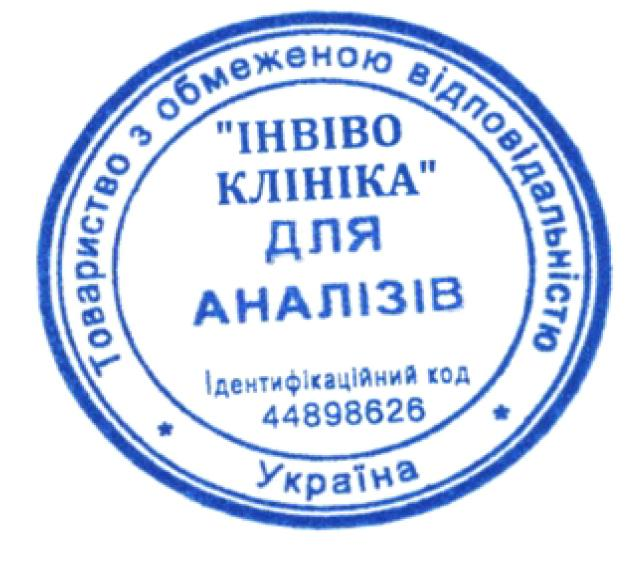 Товариство з обмеженою відповідальністю
"ІНВІВО
КЛІНІКА"
ДЛЯ
АНАЛІЗІВ
Ідентифікаційний код
44898626
* Україна *